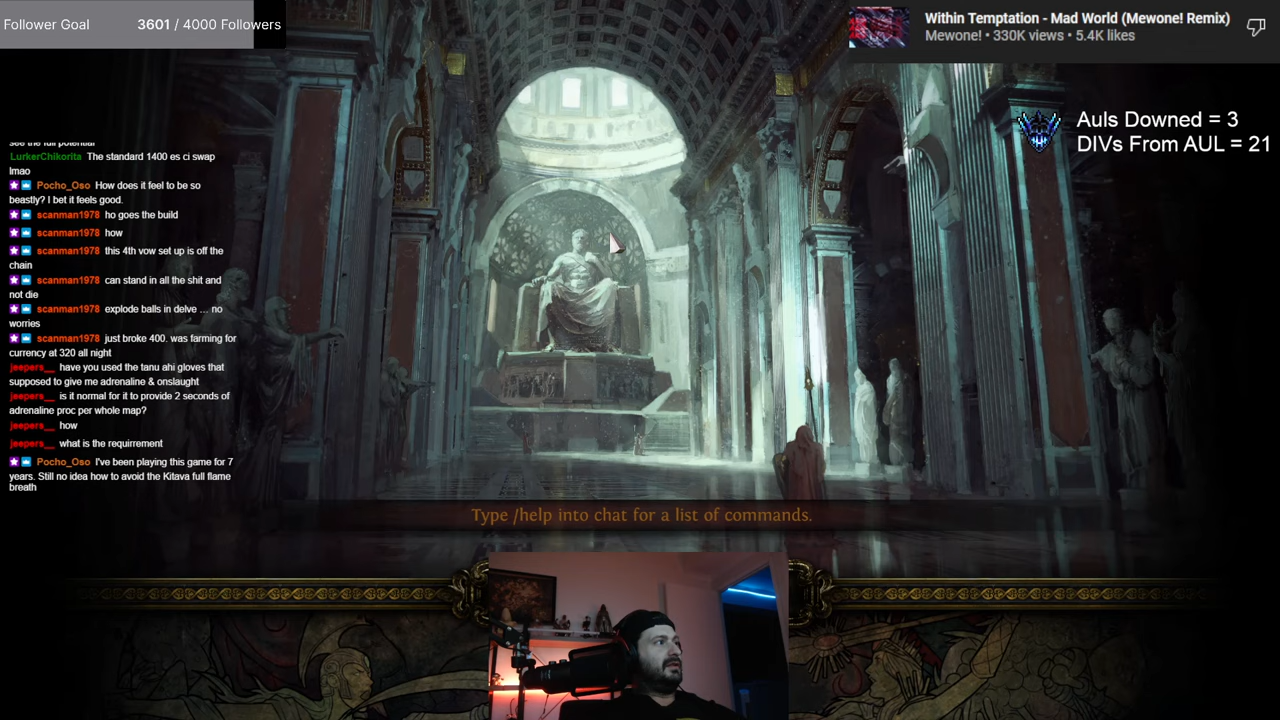 Follower Goal 3601 / 4000 Followers
Within Temptation - Mad World (Mewone! Remix)
Mewone! • 330K views • 5.4K likes
Auls Downed = 3
DIVs From AUL = 21
see the full potential
LurkerChikorita The standard 1400 es ci swap
lmao
Pocho_Oso How does it feel to be so
beastly? I bet it feels good.
scanman1978 ho goes the build
scanman1978 how
scanman1978 this 4th vow set up is off the
chain
scanman1978 can stand in all the shit and
not die
scanman1978 explode balls in delve ... no
worries
scanman1978 just broke 400. was farming for
currency at 320 all night
jeepers__ have you used the tanu ahi gloves that
supposed to give me adrenaline & onslaught
jeepers__ is it normal for it to provide 2 seconds of
adrenaline proc per whole map?
jeepers__ how
jeepers__ what is the requirrement
Pocho_Oso I've been playing this game for 7
years. Still no idea how to avoid the Kitava full flame
breath
Type /help into chat for a list of commands.